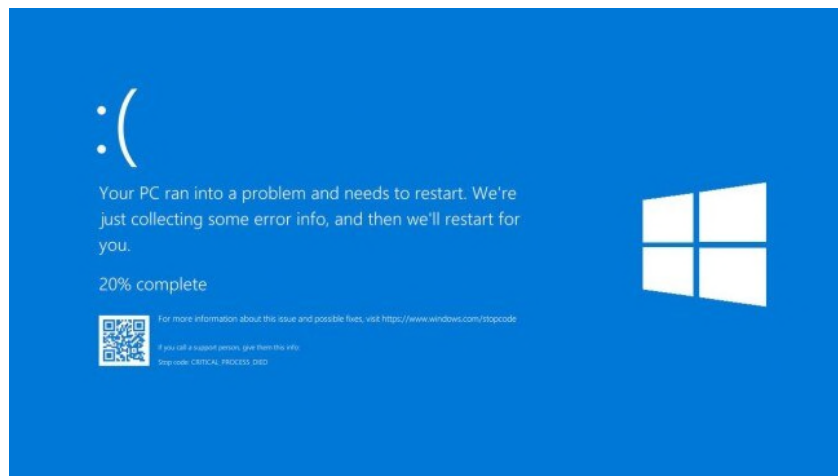 :(
Your PC ran into a problem and needs to restart. We're
just collecting some error info, and then we'll restart for
you.
20% complete
For more information about this issue and possible fixes, visit https://www.windows.com/stopcode
If you call a support person, give them this info:
Stop code: CRITICAL_PROCESS_DIED